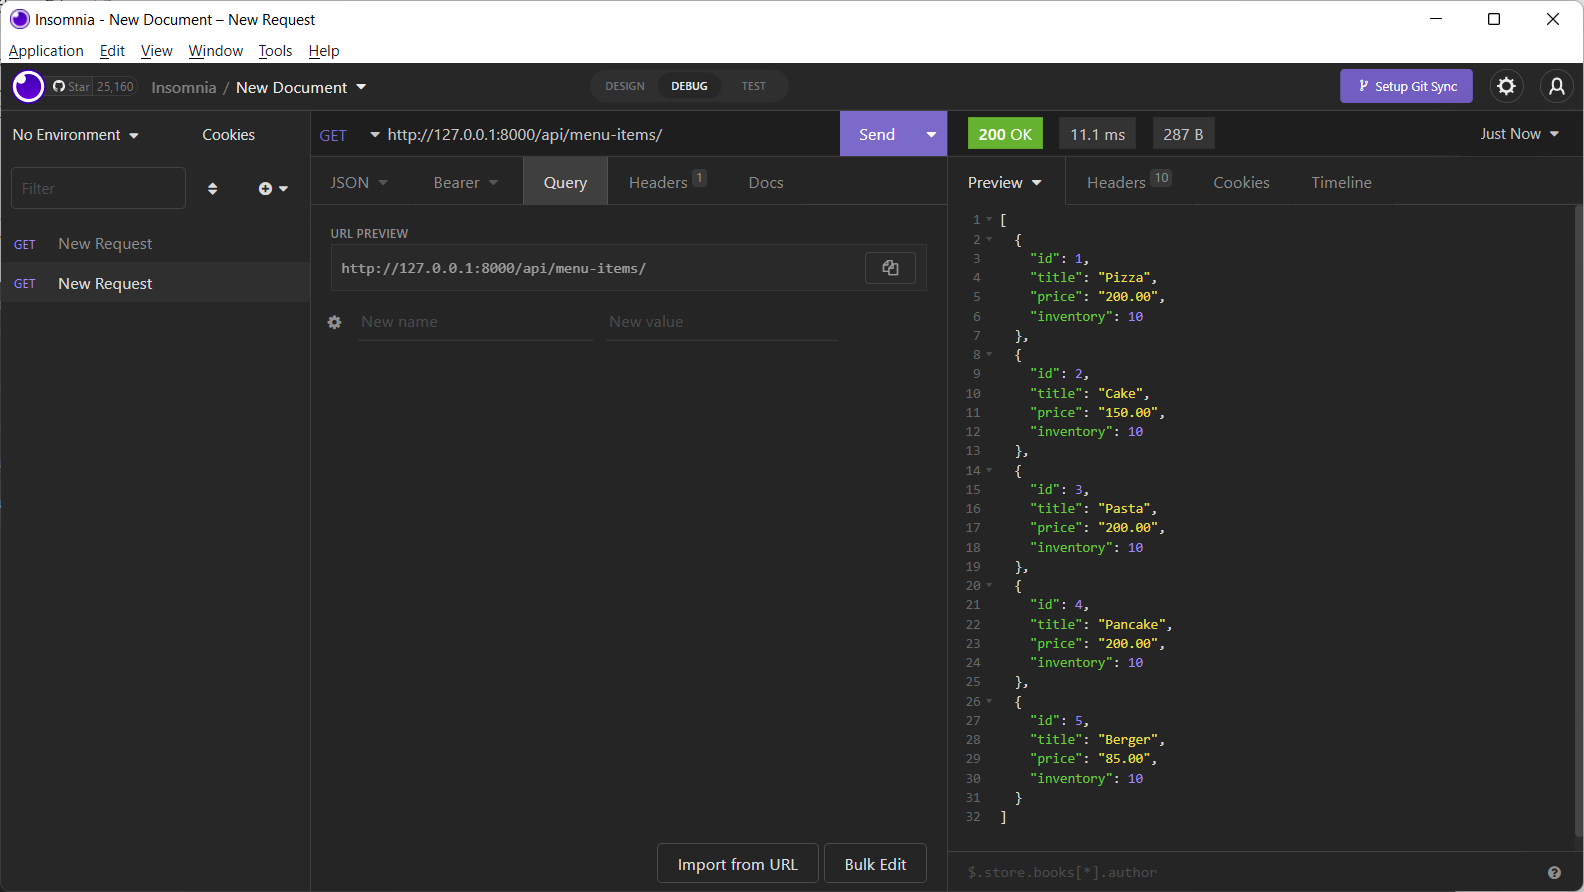 Insomnia - New Document – New Request
Application Edit View Window Tools Help
Star 25,160 Insomnia / New Document DESIGN DEBUG TEST Setup Git Sync
No Environment Cookies
Filter
GET New Request
GET New Request
GET http://127.0.0.1:8000/api/menu-items/ Send
JSON Bearer Query Headers 1 Docs
URL PREVIEW
http://127.0.0.1:8000/api/menu-items/
New name New value
Import from URL Bulk Edit
200 OK 11.1 ms 287 B Just Now
Preview Headers 10 Cookies Timeline
1 [
2 {
3 "id": 1,
4 "title": "Pizza",
5 "price": "200.00",
6 "inventory": 10
7 },
8 {
9 "id": 2,
10 "title": "Cake",
11 "price": "150.00",
12 "inventory": 10
13 },
14 {
15 "id": 3,
16 "title": "Pasta",
17 "price": "200.00",
18 "inventory": 10
19 },
20 {
21 "id": 4,
22 "title": "Pancake",
23 "price": "200.00",
24 "inventory": 10
25 },
26 {
27 "id": 5,
28 "title": "Berger",
29 "price": "85.00",
30 "inventory": 10
31 }
32 ]
$.store.books[*].author